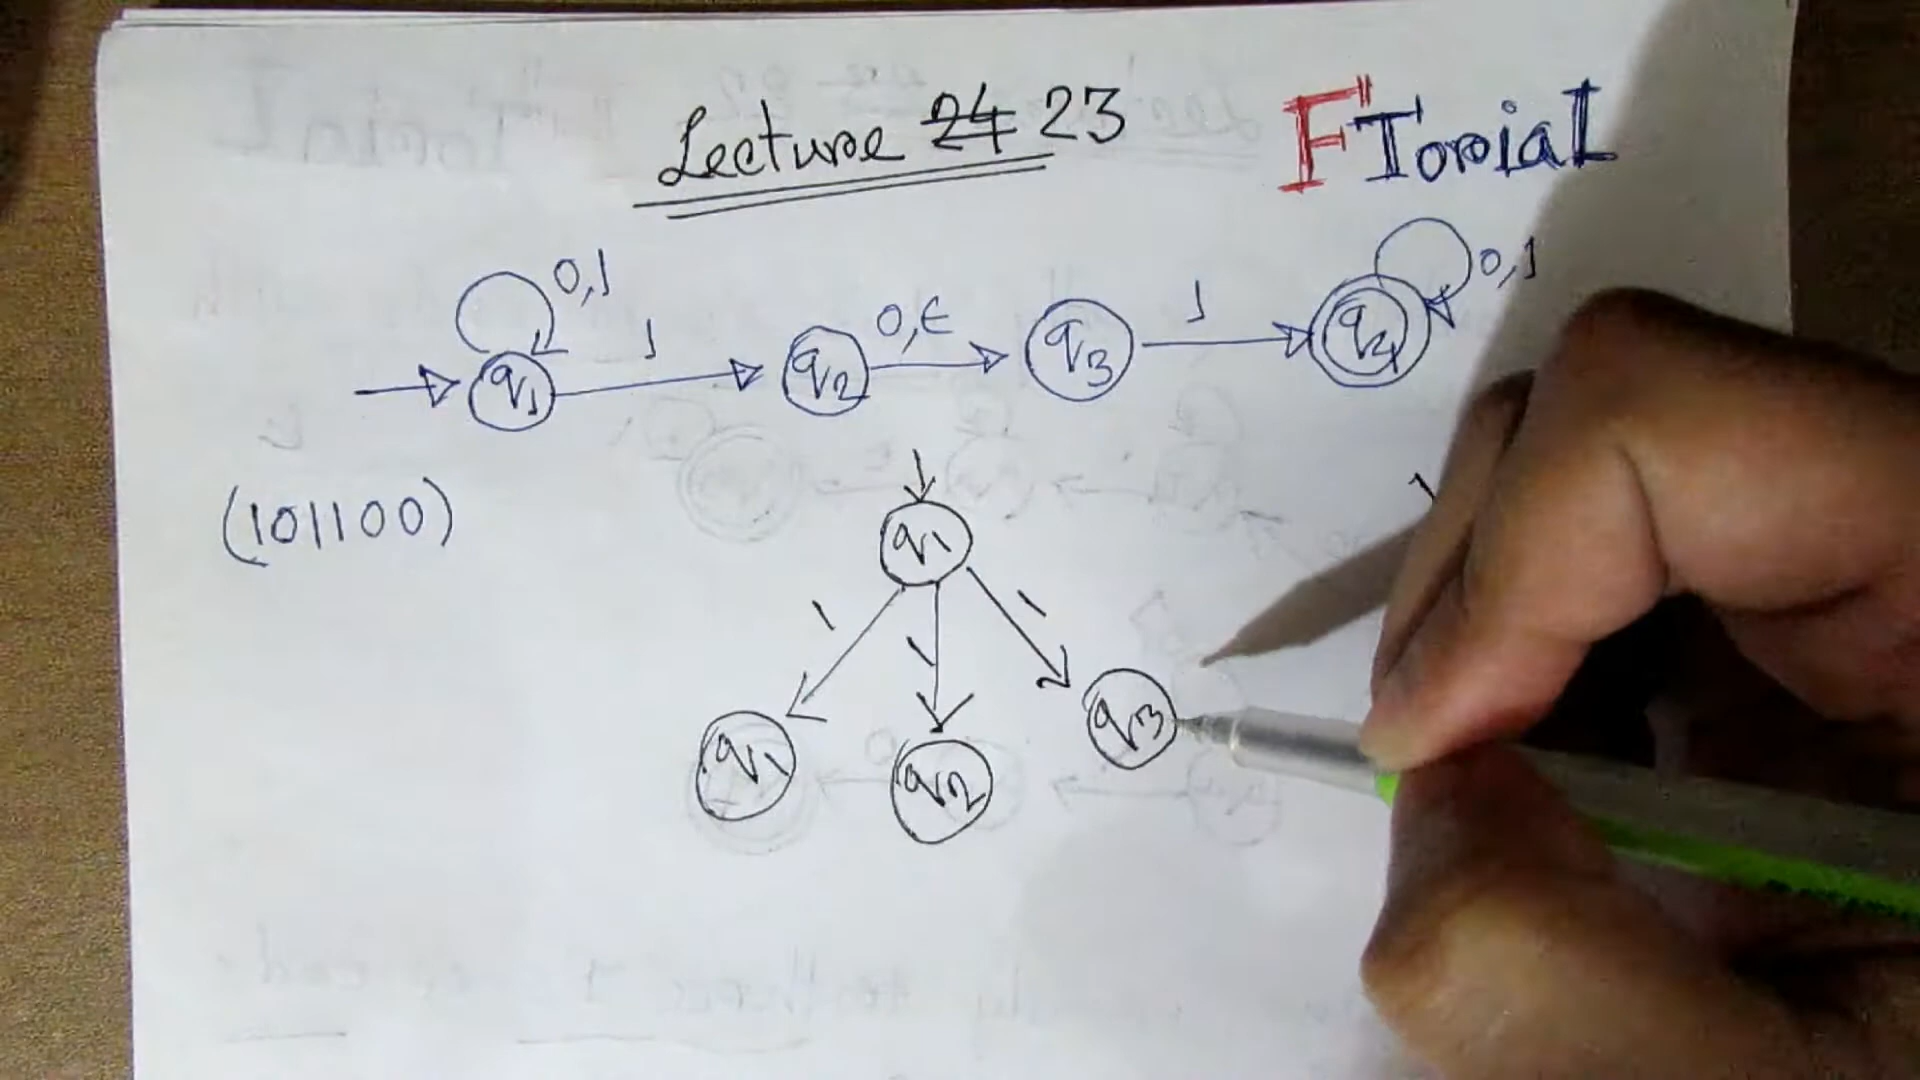 Lecture 24 23
F"ToriaL
0,1
1
0,ε
1
0,1
q1
q2
q3
q4
(101100)
q1
1
1
1
q1
q2
q3